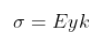 σ = Eyk